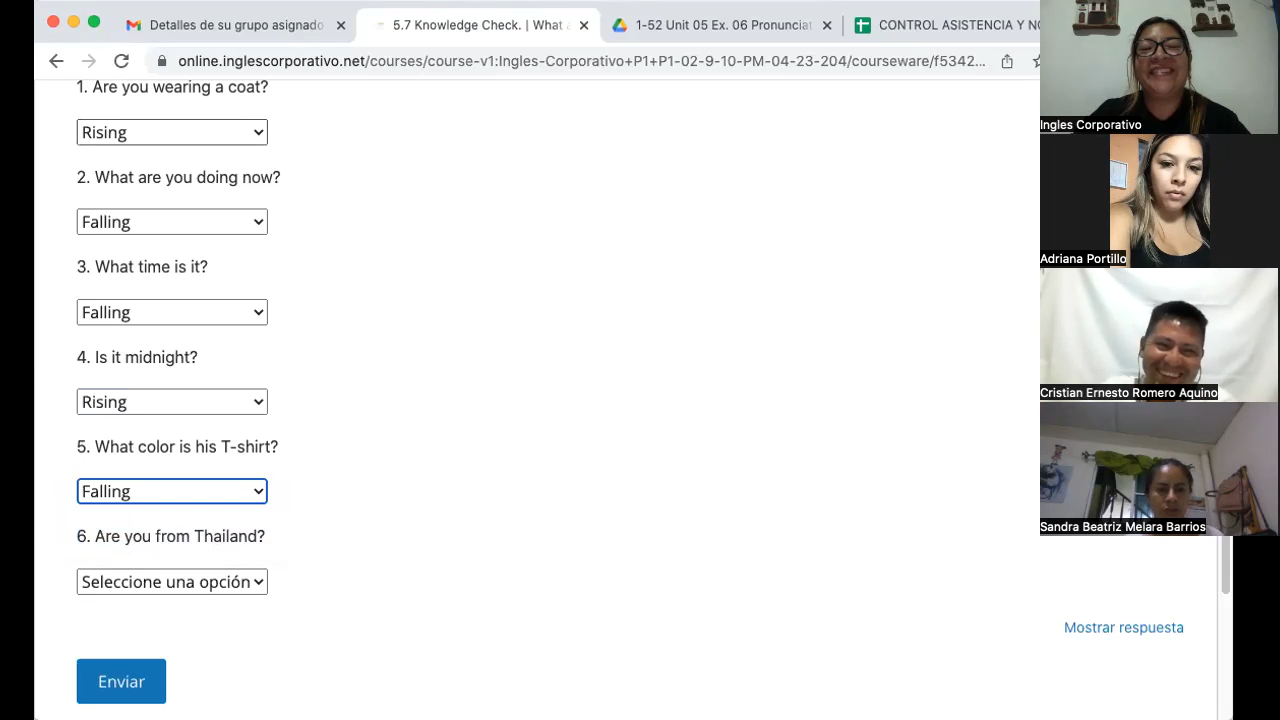 Detalles de su grupo asignado
5.7 Knowledge Check. | What
1-52 Unit 05 Ex. 06 Pronunciat
CONTROL ASISTENCIA Y NO
online.inglescorporativo.net/courses/course-v1:Ingles-Corporativo+P1+P1-02-9-10-PM-04-23-204/courseware/f5342...
1. Are you wearing a coat?
Rising
2. What are you doing now?
Falling
3. What time is it?
Falling
4. Is it midnight?
Rising
5. What color is his T-shirt?
Falling
6. Are you from Thailand?
Seleccione una opción
Mostrar respuesta
Enviar
Ingles Corporativo
Adriana Portillo
Cristian Ernesto Romero Aquino
Sandra Beatriz Melara Barrios